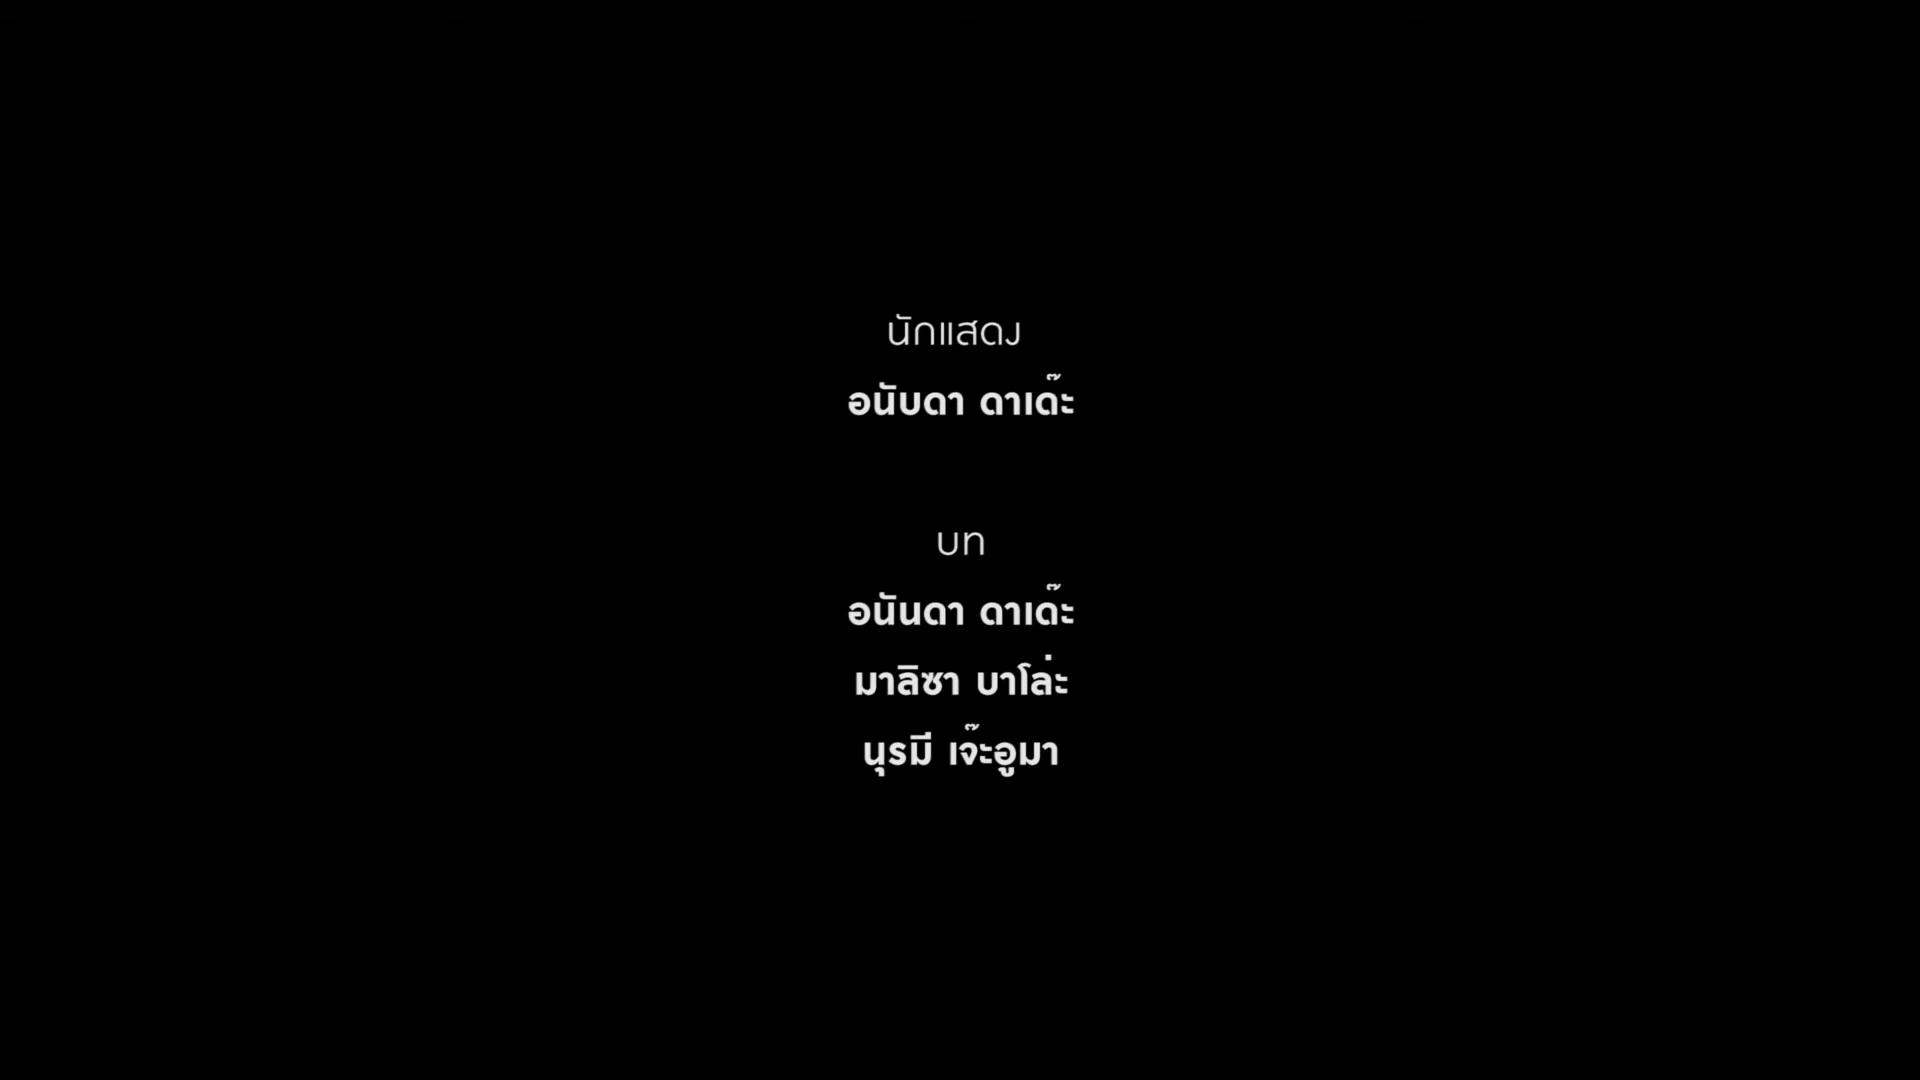 นักแสดง
อนับดา ดาเด๊ะ
บท
อนันดา ดาเด๊ะ
มาลิซา บาโล่ะ
นุรมี เจ๊ะอูมา